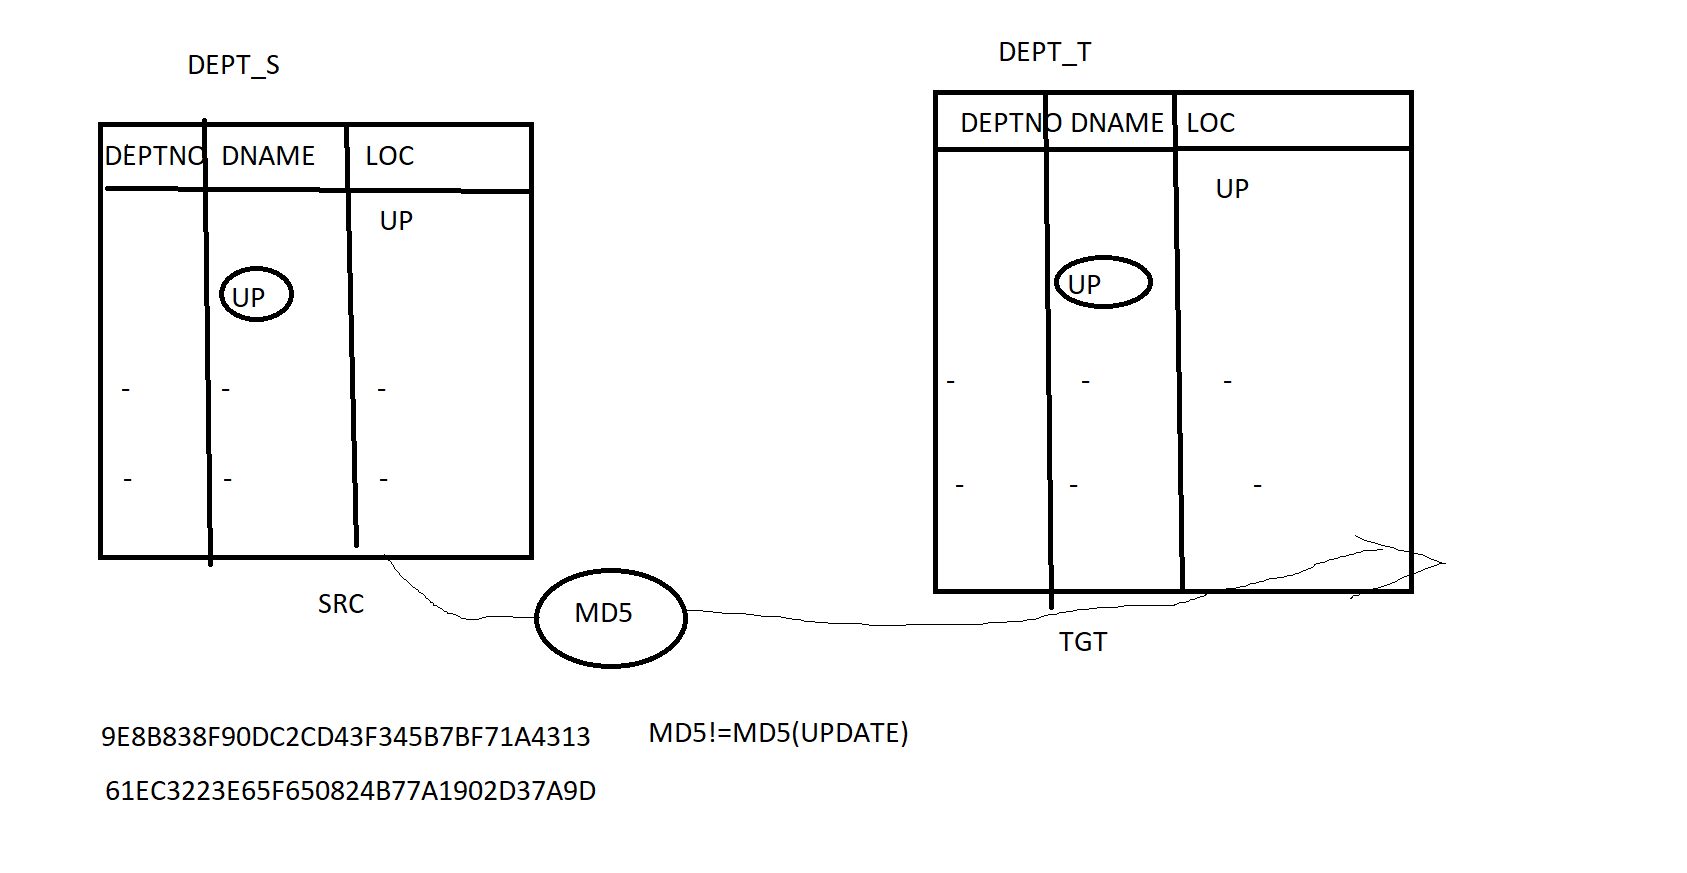 DEPT_S
DEPTNO DNAME LOC
UP
UP
- - -
- - -
SRC
DEPT_T
DEPTNO DNAME LOC
UP
UP
- - -
- - -
TGT
MD5
9E8B838F90DC2CD43F345B7BF71A4313 MD5!=MD5(UPDATE)
61EC3223E65F650824B77A1902D37A9D